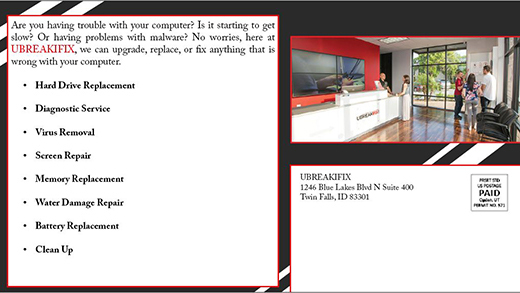 Are you having trouble with your computer? Is it starting to get
slow? Or having problems with malware? No worries, here at
UBREAKIFIX, we can upgrade, replace, or fix anything that is
wrong with your computer.
• Hard Drive Replacement
• Diagnostic Service
• Virus Removal
• Screen Repair
• Memory Replacement
• Water Damage Repair
• Battery Replacement
• Clean Up
UBREAKIFIX
UBREAKIFIX
1246 Blue Lakes Blvd N Suite 400
Twin Falls, ID 83301
PRSRT STD
US POSTAGE
PAID
Ogden, UT
PERMIT NO.